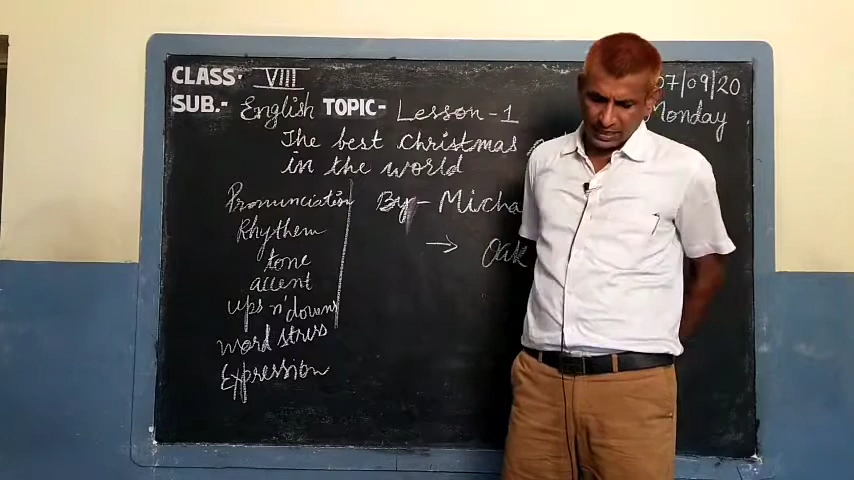 CLASS- VIII
07/09/20
SUB.- English TOPIC- Lesson-1
Monday
The best christmas
in the world
Pronunciation
By- Micha
Rhythem
→ Oak
tone
accent
ups n' downs
word stress
Expression